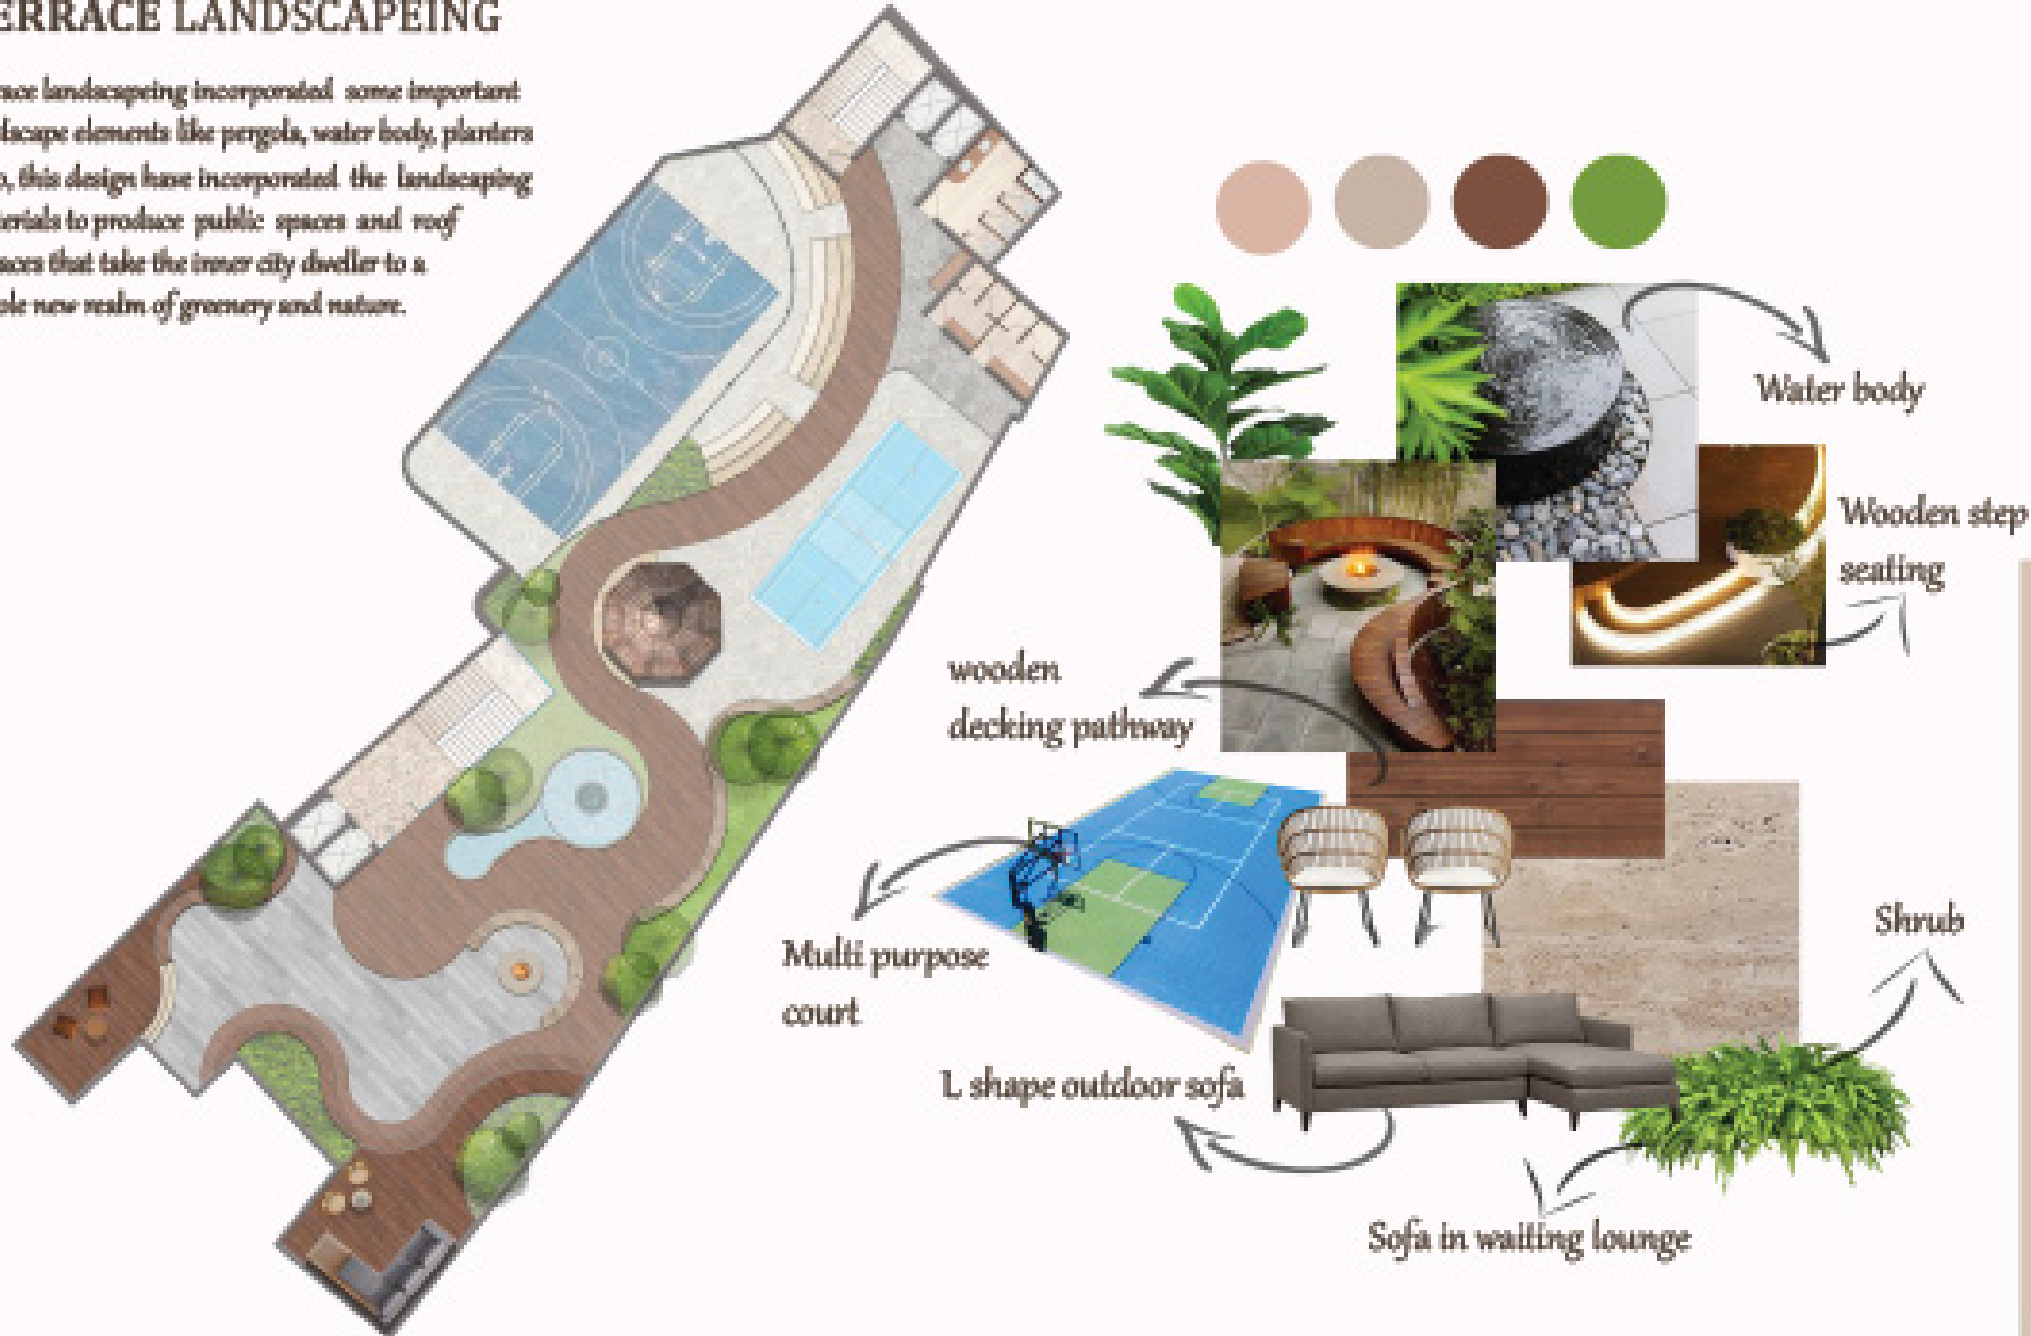 ERRACE LANDSCAPEING
ace landscapeing incorporated some important
dscape elements like pergola, water body, planters
o, this design have incorporated the landscaping
terials to produce public spaces and roof
aces that take the inner city dweller to a
ole new realm of greenery and nature.
Water body
Wooden step
seating
wooden
decking pathway
Multi purpose
court
Shrub
L shape outdoor sofa
Sofa in waiting lounge